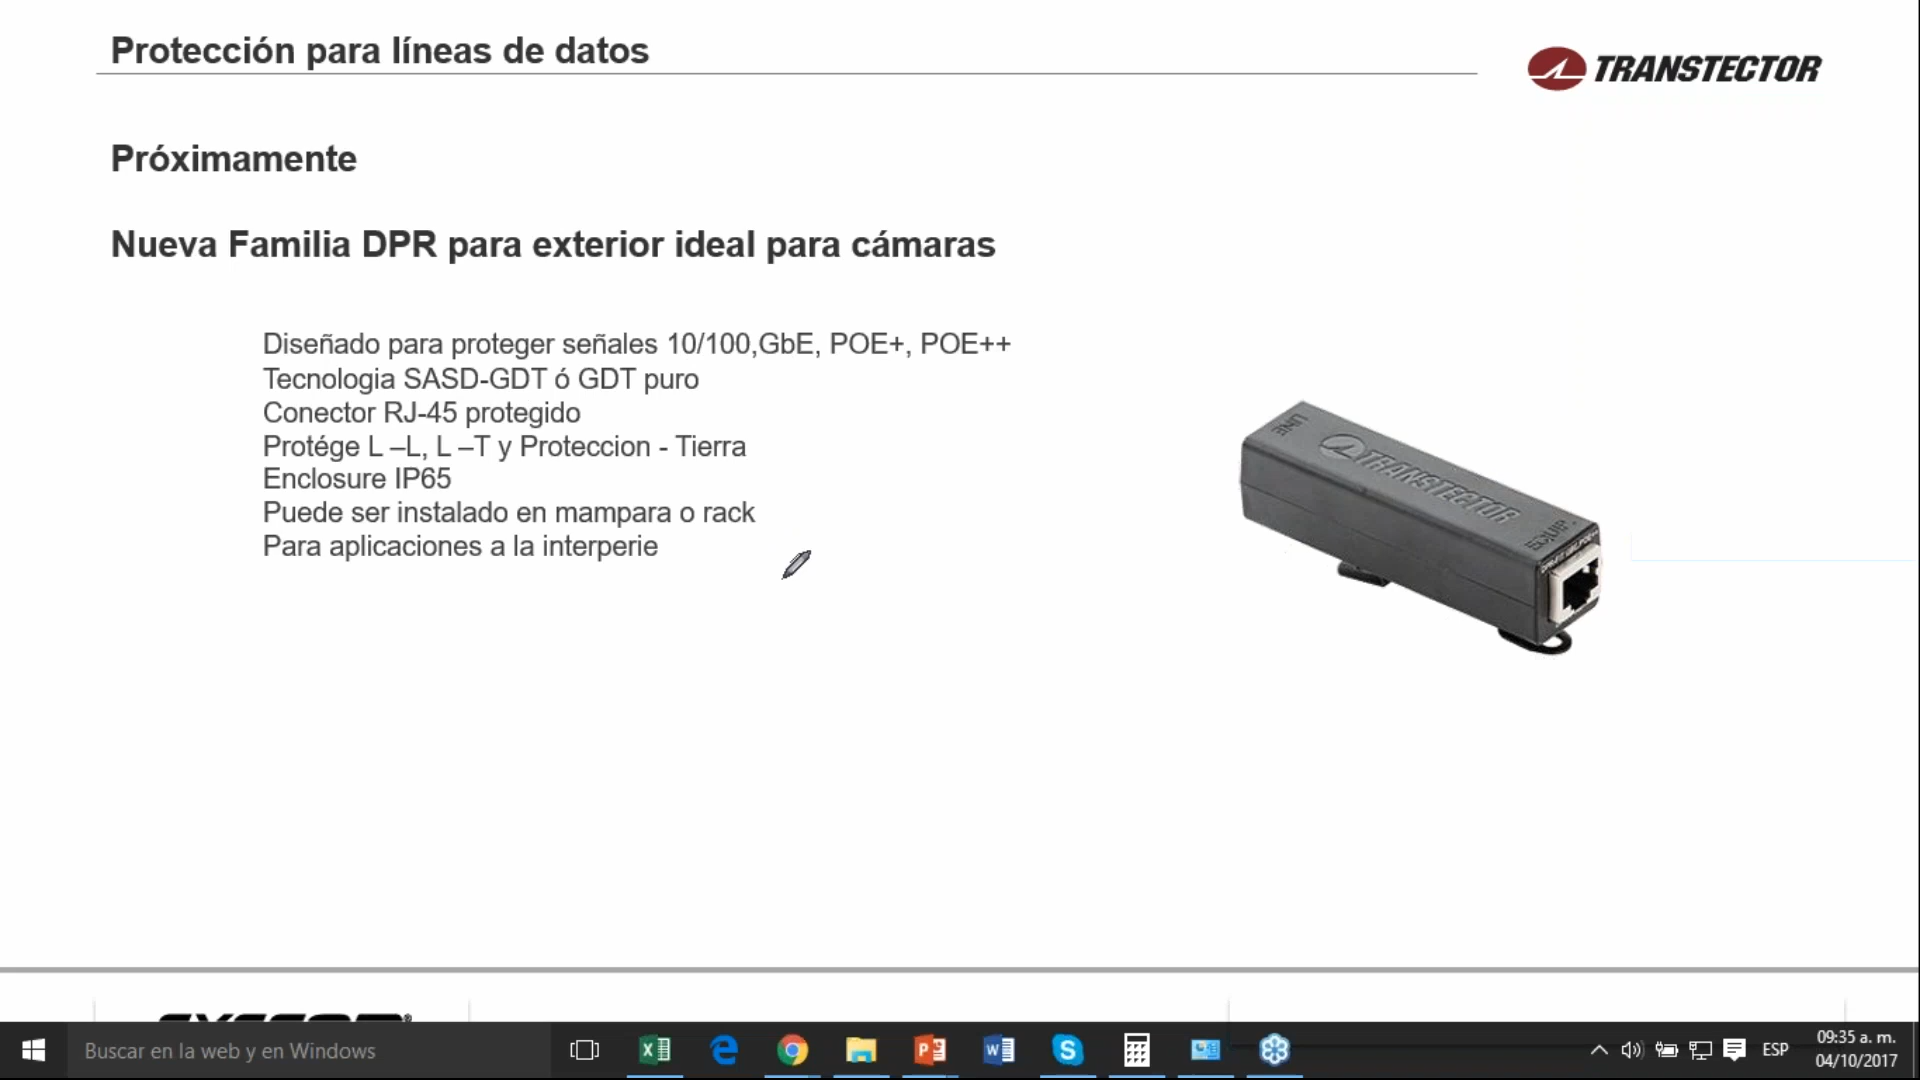 Protección para líneas de datos
TRANSTECTOR
Próximamente
Nueva Familia DPR para exterior ideal para cámaras
Diseñado para proteger señales 10/100,GbE, POE+, POE++
Tecnologia SASD-GDT ó GDT puro
Conector RJ-45 protegido
Protége L –L, L –T y Proteccion - Tierra
Enclosure IP65
Puede ser instalado en mampara o rack
Para aplicaciones a la interperie
LINE
TRANSTECTOR
EQUIP.
Buscar en la web y en Windows
ESP
09:35 a. m.
04/10/2017